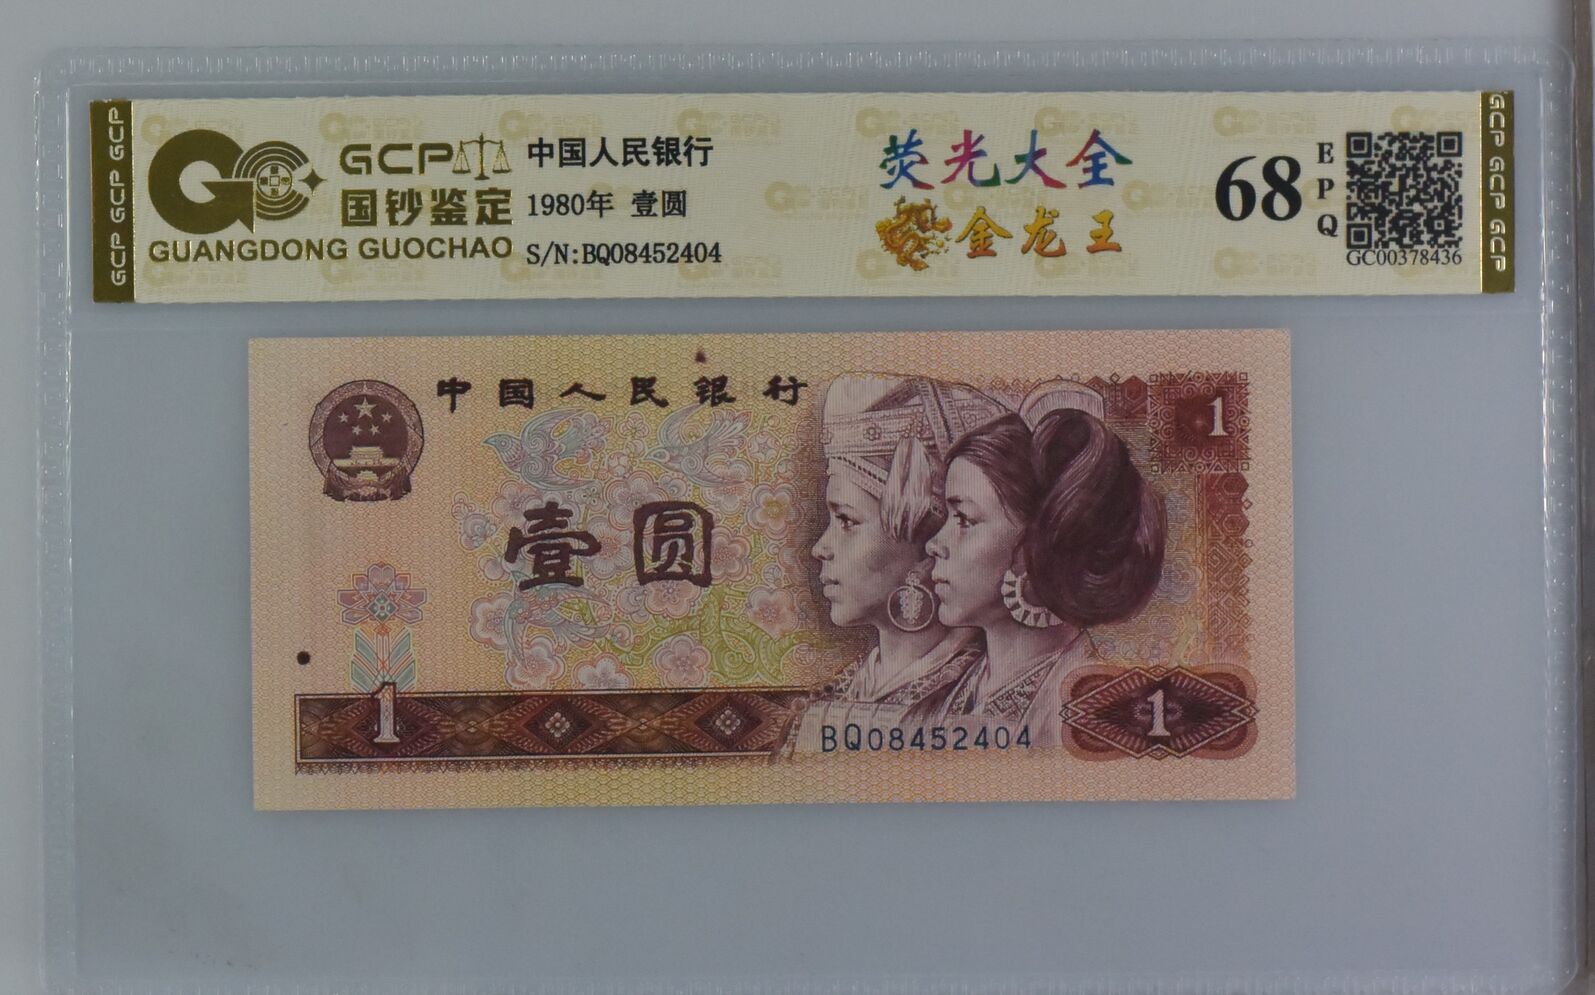 GCP GCP GCP
GCP
国钞鉴定
GUANGDONG GUOCHAO
中国人民银行
1980年 壹圆
S/N:BQ08452404
荧光大全
金龙王
68
EPQ
GC00378436
GCP GCP GCP GCP
中国人民银行
1
壹圆
1
BQ08452404
1